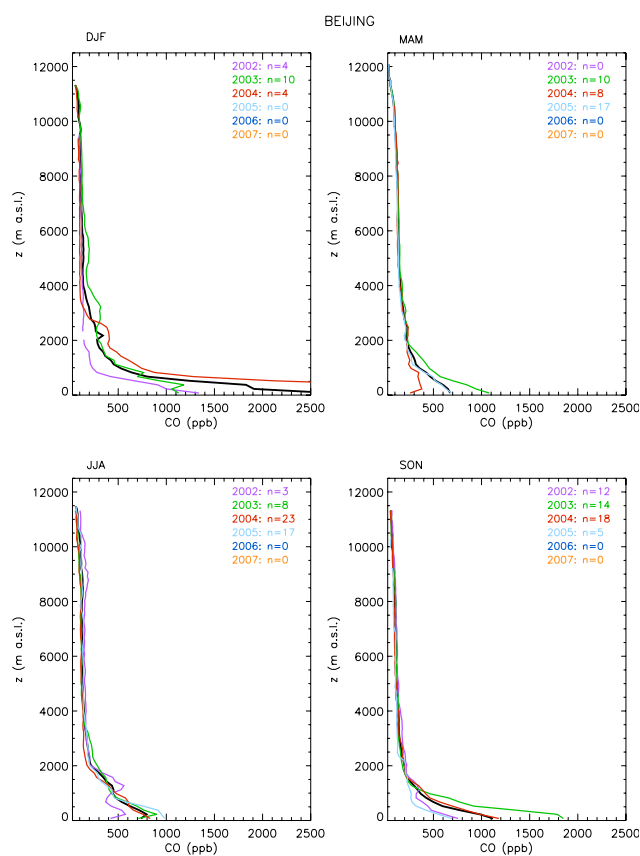 BEIJING
DJF
12000
10000
8000
6000
4000
2000
0
z (m a.s.l.)
2002: n=4
2003: n=10
2004: n=4
2005: n=0
2006: n=0
2007: n=0
500 1000 1500 2000 2500
CO (ppb)
MAM
12000
10000
8000
6000
4000
2000
0
z (m a.s.l.)
2002: n=0
2003: n=10
2004: n=8
2005: n=17
2006: n=0
2007: n=0
500 1000 1500 2000 2500
CO (ppb)
JJA
12000
10000
8000
6000
4000
2000
0
z (m a.s.l.)
2002: n=3
2003: n=8
2004: n=23
2005: n=17
2006: n=0
2007: n=0
500 1000 1500 2000 2500
CO (ppb)
SON
12000
10000
8000
6000
4000
2000
0
z (m a.s.l.)
2002: n=12
2003: n=14
2004: n=18
2005: n=5
2006: n=0
2007: n=0
500 1000 1500 2000 2500
CO (ppb)